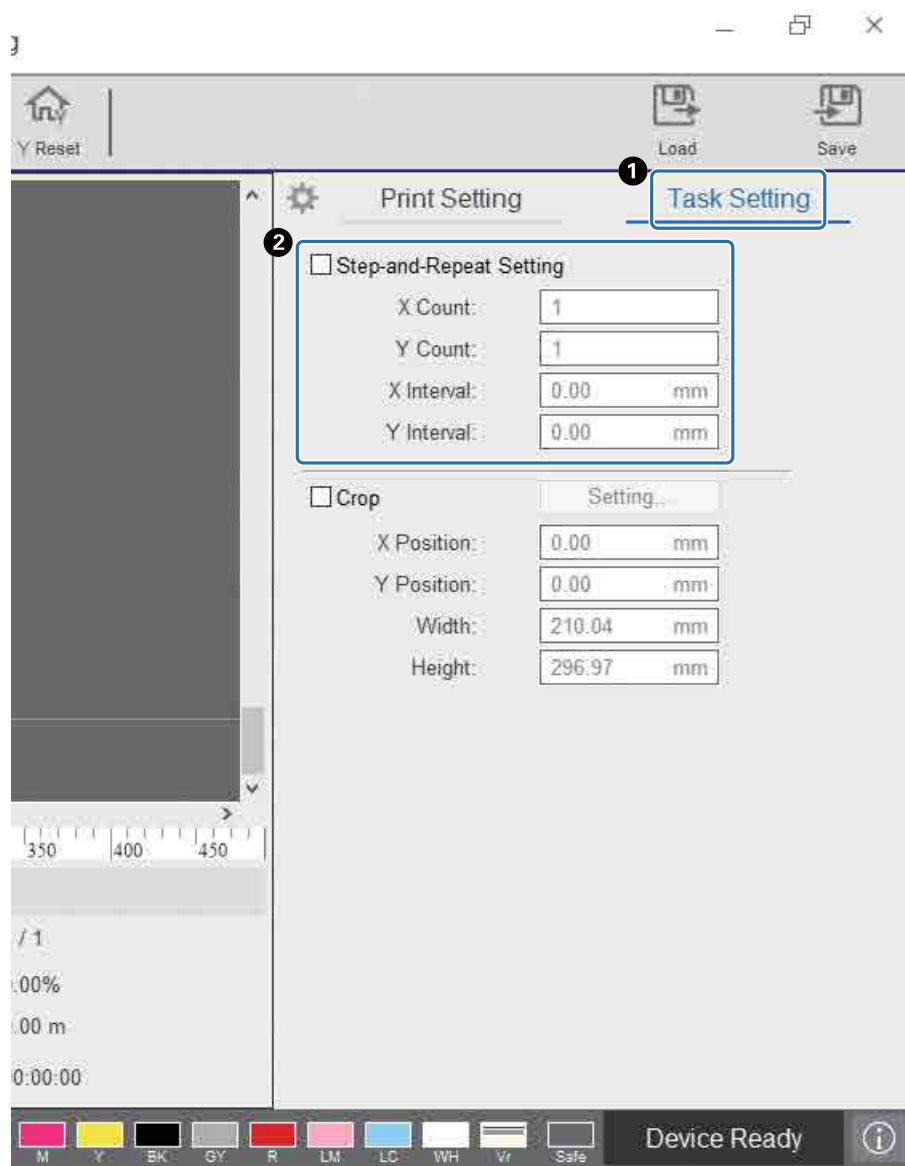 g
Y Reset
Load
Save
1
Print Setting
Task Setting
2
Step-and-Repeat Setting
X Count:
1
Y Count:
1
X Interval:
0.00 mm
Y Interval:
0.00 mm
Crop
Setting...
X Position:
0.00 mm
Y Position:
0.00 mm
Width:
210.04 mm
Height:
296.97 mm
350 400 450
/ 1
.00%
.00 m
0:00:00
M Y BK GY R LM LC WH Vr Safe
Device Ready